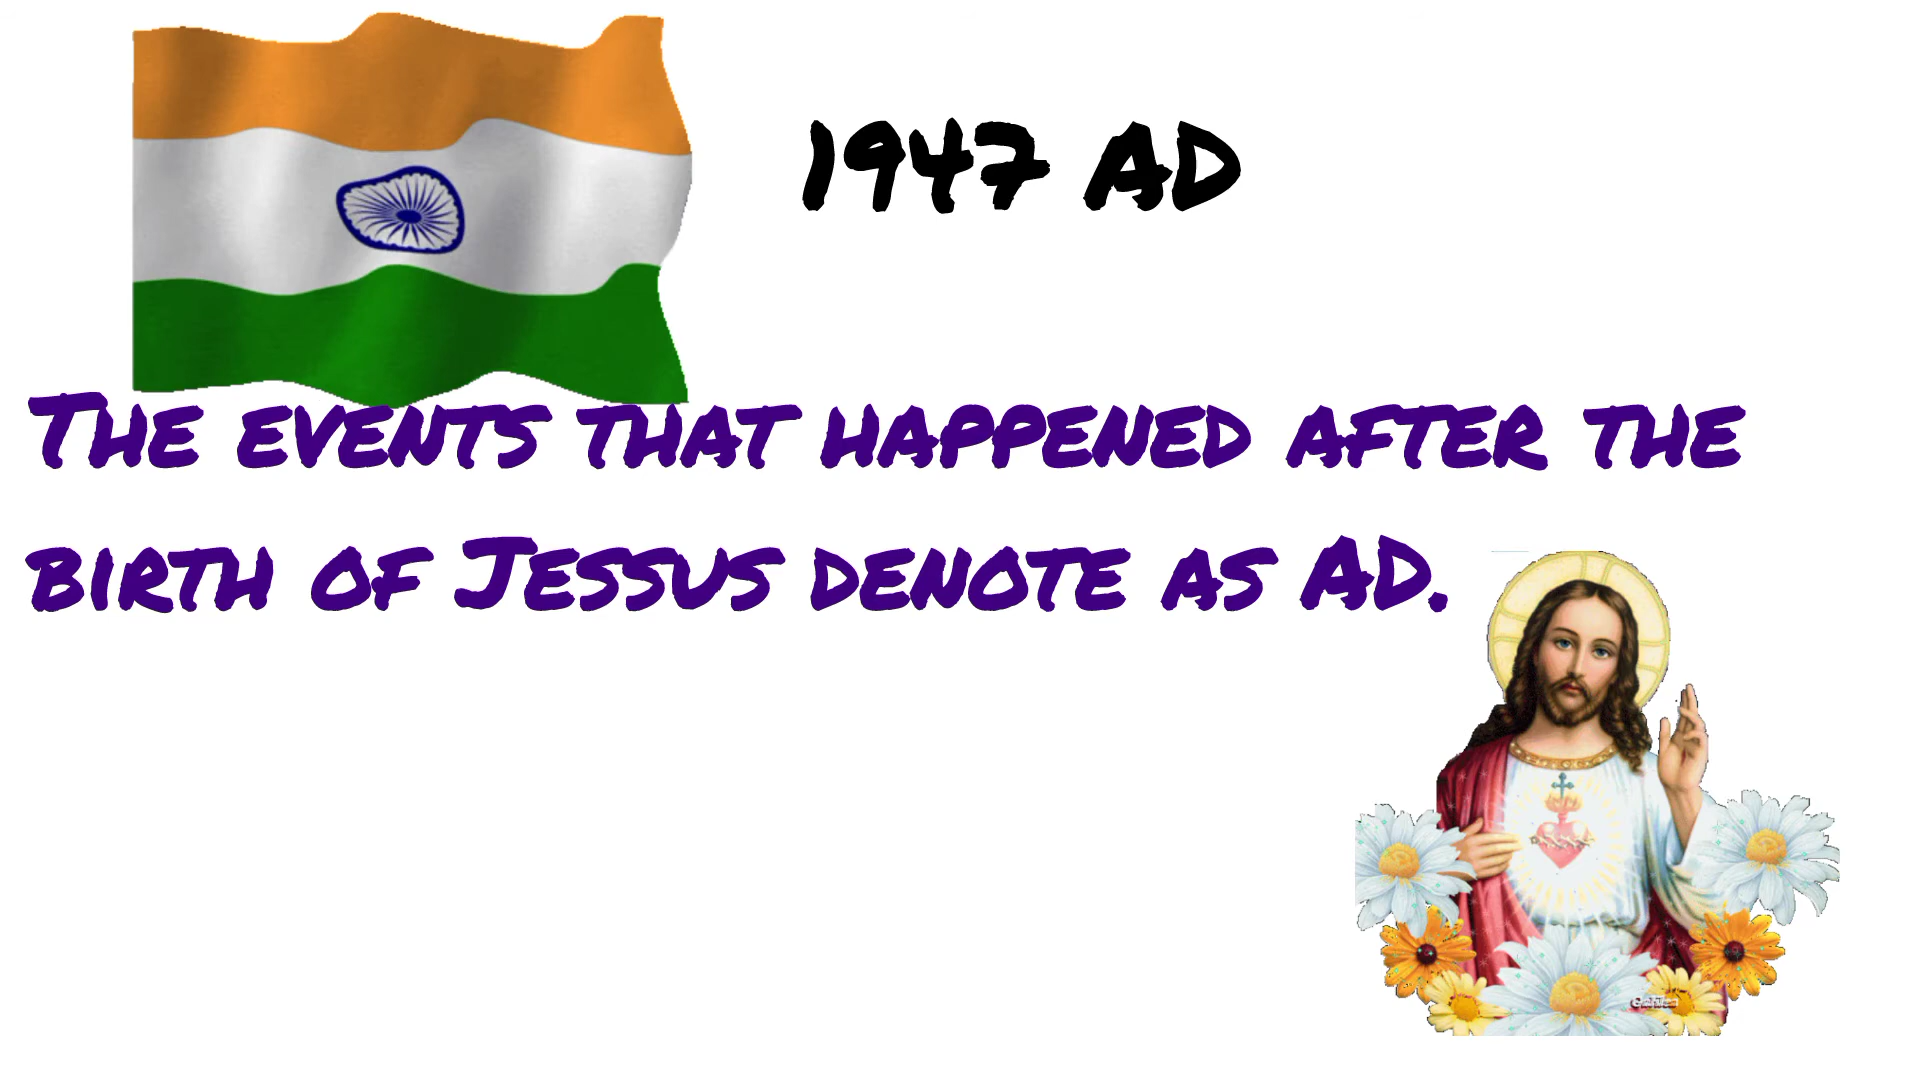 1947 AD
The events that happened after the
birth of Jessus denote as AD.